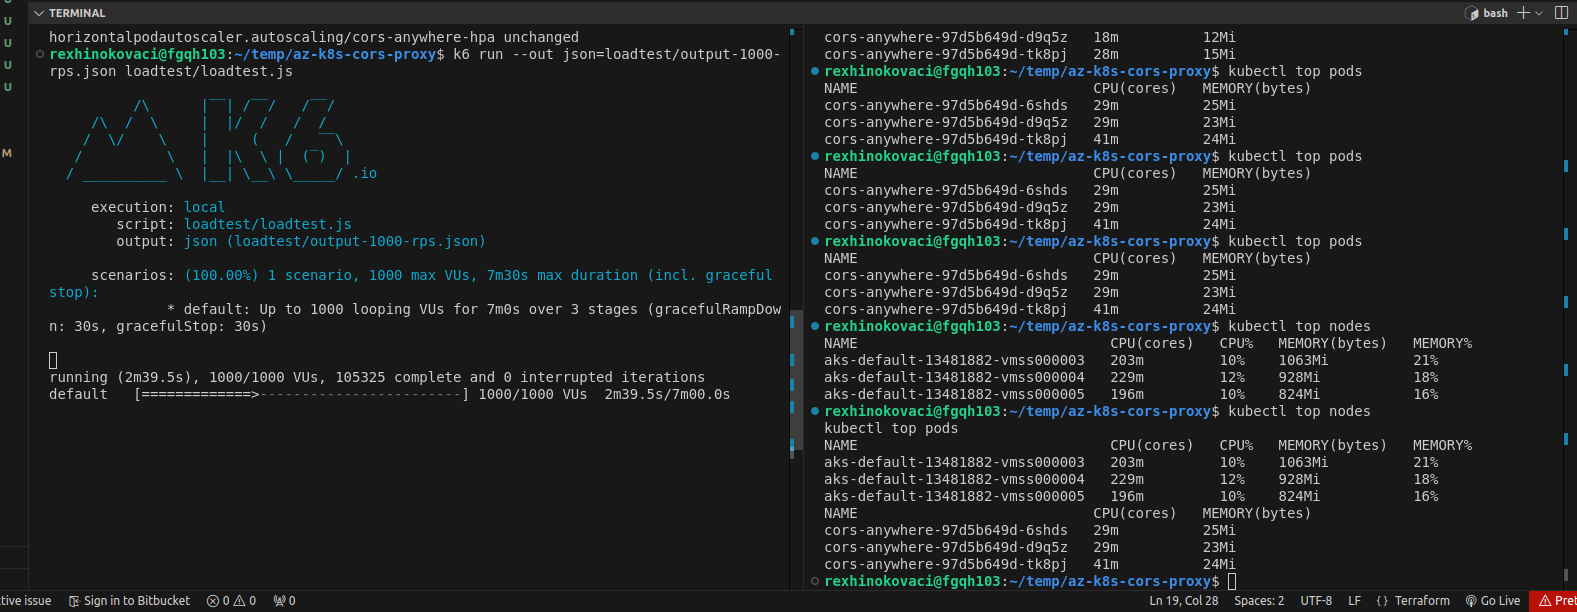 U
U
U
U
U
M
TERMINAL
bash
horizontalpodautoscaler.autoscaling/cors-anywhere-hpa unchanged
rexhinokovaci@fgqh103:~/temp/az-k8s-cors-proxy$ k6 run --out json=loadtest/output-1000-
rps.json loadtest/loadtest.js
/\      |‾‾| /‾‾/   /‾‾/
/\  /  \     |  |/  /   /  /
/  \/    \    |     (   /   ‾‾\
/          \   |  |\  \ |  (‾)  |
/ __________ \  |__| \__\ \_____/ .io
execution: local
script: loadtest/loadtest.js
output: json (loadtest/output-1000-rps.json)
scenarios: (100.00%) 1 scenario, 1000 max VUs, 7m30s max duration (incl. graceful
stop):
* default: Up to 1000 looping VUs for 7m0s over 3 stages (gracefulRampDow
n: 30s, gracefulStop: 30s)
running (2m39.5s), 1000/1000 VUs, 105325 complete and 0 interrupted iterations
default   [=============>------------------------] 1000/1000 VUs  2m39.5s/7m00.0s
cors-anywhere-97d5b649d-d9q5z   18m          12Mi
cors-anywhere-97d5b649d-tk8pj   28m          15Mi
rexhinokovaci@fgqh103:~/temp/az-k8s-cors-proxy$ kubectl top pods
NAME                            CPU(cores)   MEMORY(bytes)
cors-anywhere-97d5b649d-6shds   29m          25Mi
cors-anywhere-97d5b649d-d9q5z   29m          23Mi
cors-anywhere-97d5b649d-tk8pj   41m          24Mi
rexhinokovaci@fgqh103:~/temp/az-k8s-cors-proxy$ kubectl top pods
NAME                            CPU(cores)   MEMORY(bytes)
cors-anywhere-97d5b649d-6shds   29m          25Mi
cors-anywhere-97d5b649d-d9q5z   29m          23Mi
cors-anywhere-97d5b649d-tk8pj   41m          24Mi
rexhinokovaci@fgqh103:~/temp/az-k8s-cors-proxy$ kubectl top pods
NAME                            CPU(cores)   MEMORY(bytes)
cors-anywhere-97d5b649d-6shds   29m          25Mi
cors-anywhere-97d5b649d-d9q5z   29m          23Mi
cors-anywhere-97d5b649d-tk8pj   41m          24Mi
rexhinokovaci@fgqh103:~/temp/az-k8s-cors-proxy$ kubectl top nodes
NAME                              CPU(cores)   CPU%   MEMORY(bytes)   MEMORY%
aks-default-13481882-vmss000003   203m         10%    1063Mi          21%
aks-default-13481882-vmss000004   229m         12%    928Mi           18%
aks-default-13481882-vmss000005   196m         10%    824Mi           16%
rexhinokovaci@fgqh103:~/temp/az-k8s-cors-proxy$ kubectl top nodes
kubectl top pods
NAME                              CPU(cores)   CPU%   MEMORY(bytes)   MEMORY%
aks-default-13481882-vmss000003   203m         10%    1063Mi          21%
aks-default-13481882-vmss000004   229m         12%    928Mi           18%
aks-default-13481882-vmss000005   196m         10%    824Mi           16%
NAME                            CPU(cores)   MEMORY(bytes)
cors-anywhere-97d5b649d-6shds   29m          25Mi
cors-anywhere-97d5b649d-d9q5z   29m          23Mi
cors-anywhere-97d5b649d-tk8pj   41m          24Mi
rexhinokovaci@fgqh103:~/temp/az-k8s-cors-proxy$
tive issue   Sign in to Bitbucket   0   0   0   Ln 19, Col 28   Spaces: 2   UTF-8   LF   {} Terraform   Go Live   Pret